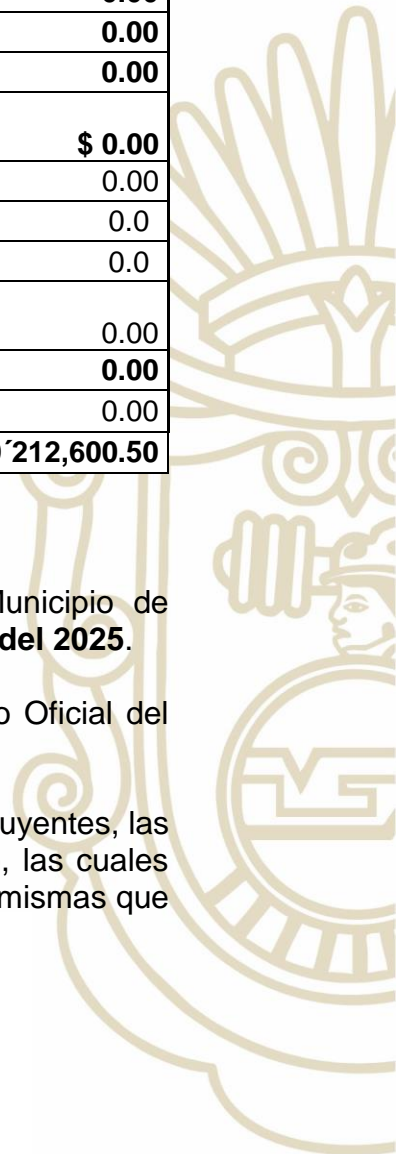 0.00
0.00
$ 0.00
0.00
0.0
0.0
0.00
0.00
0.00
´212,600.50
Municipio de
del 2025.
o Oficial del
uyentes, las
, las cuales
mismas que